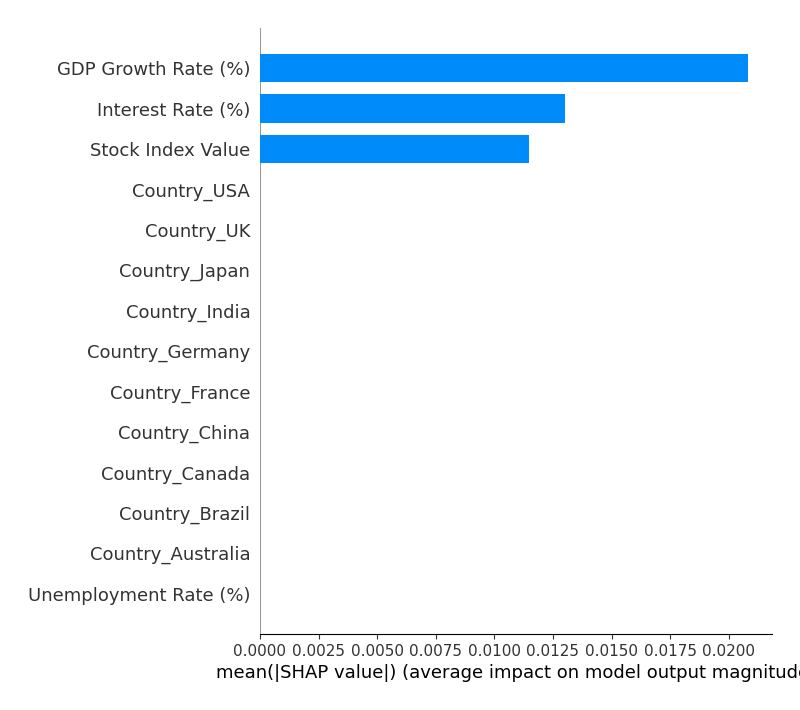 GDP Growth Rate (%)
Interest Rate (%)
Stock Index Value
Country_USA
Country_UK
Country_Japan
Country_India
Country_Germany
Country_France
Country_China
Country_Canada
Country_Brazil
Country_Australia
Unemployment Rate (%)
0.0000 0.0025 0.0050 0.0075 0.0100 0.0125 0.0150 0.0175 0.0200
mean(|SHAP value|) (average impact on model output magnitude